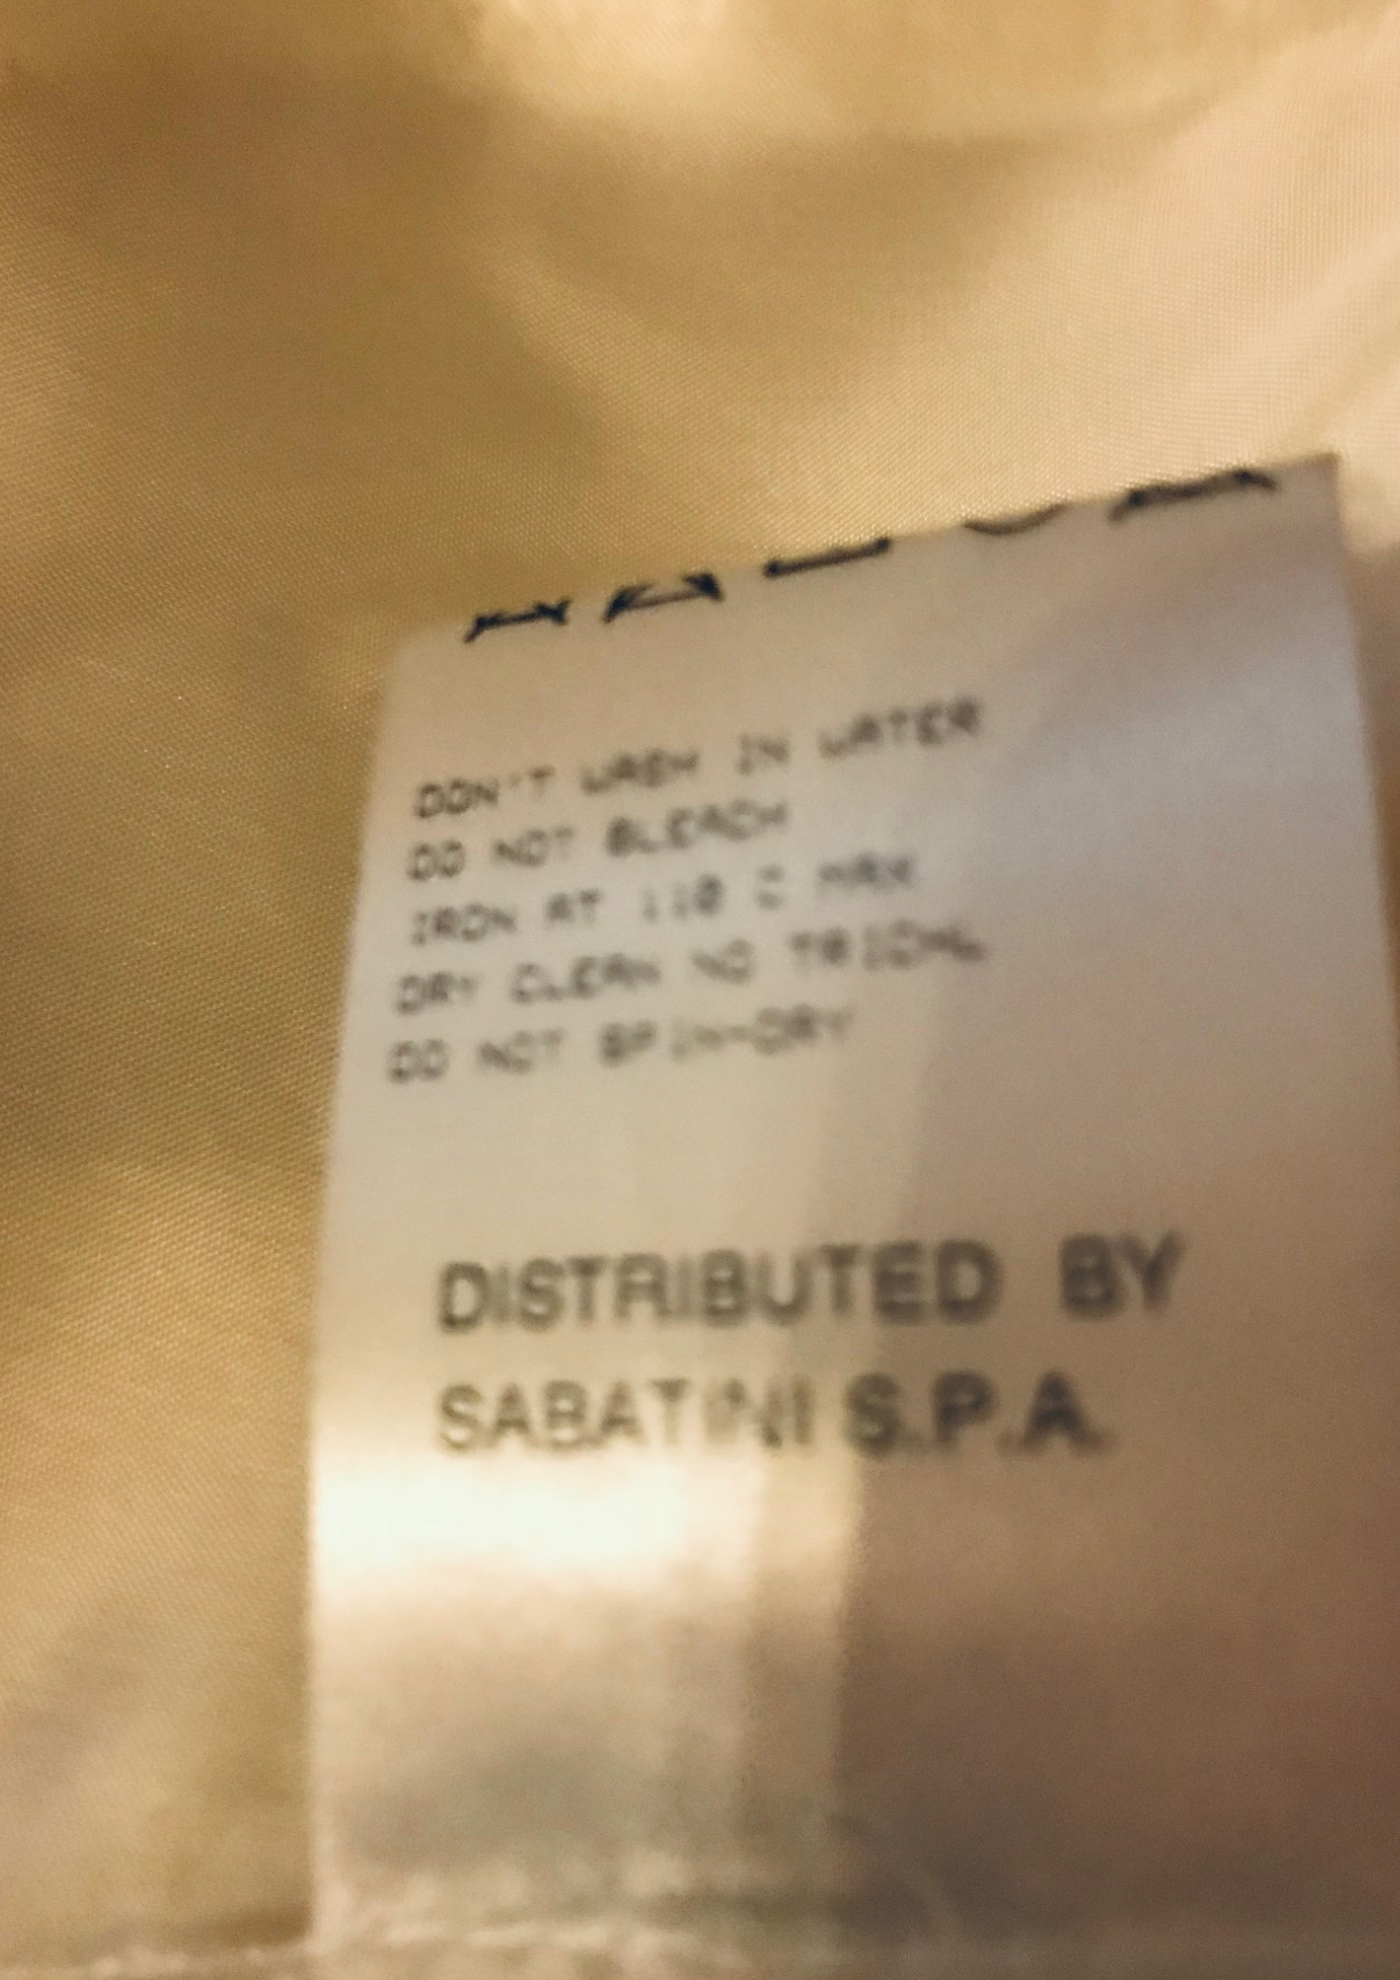 DON'T WASH IN WATER
DO NOT BLEACH
IRON AT 110 C MAX
DRY CLEAN NO TRICHL
DO NOT SPIN-DRY
DISTRIBUTED BY
SABATINI S.P.A.